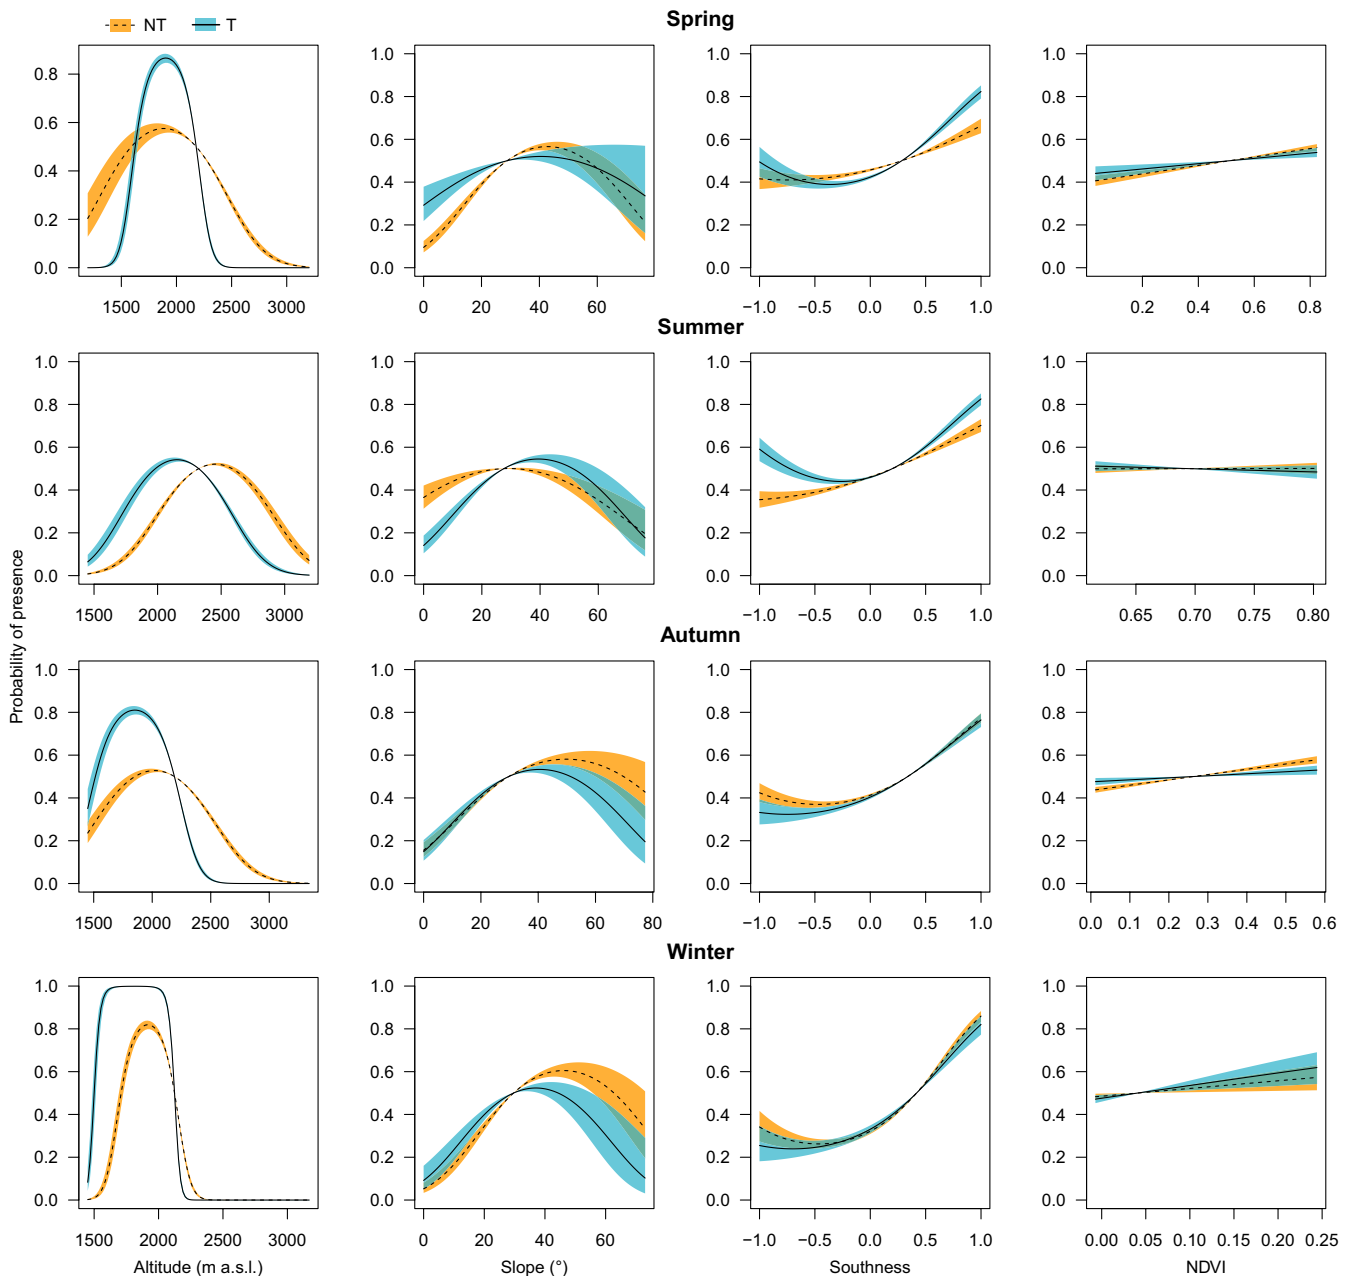 NT T
Spring
0.0 0.2 0.4 0.6 0.8
1500 2000 2500 3000
0.0 0.2 0.4 0.6 0.8 1.0
0 20 40 60
0.0 0.2 0.4 0.6 0.8 1.0
−1.0 −0.5 0.0 0.5 1.0
0.0 0.2 0.4 0.6 0.8 1.0
0.2 0.4 0.6 0.8
Summer
0.0 0.2 0.4 0.6 0.8 1.0
1500 2000 2500 3000
0.0 0.2 0.4 0.6 0.8 1.0
0 20 40 60
0.0 0.2 0.4 0.6 0.8 1.0
−1.0 −0.5 0.0 0.5 1.0
0.0 0.2 0.4 0.6 0.8 1.0
0.65 0.70 0.75 0.80
Probability of presence
Autumn
0.0 0.2 0.4 0.6 0.8 1.0
1500 2000 2500 3000
0.0 0.2 0.4 0.6 0.8 1.0
0 20 40 60 80
0.0 0.2 0.4 0.6 0.8 1.0
−1.0 −0.5 0.0 0.5 1.0
0.0 0.2 0.4 0.6 0.8 1.0
0.0 0.1 0.2 0.3 0.4 0.5 0.6
Winter
0.0 0.2 0.4 0.6 0.8 1.0
1500 2000 2500 3000
Altitude (m a.s.l.)
0.0 0.2 0.4 0.6 0.8 1.0
0 20 40 60
Slope (°)
0.0 0.2 0.4 0.6 0.8 1.0
−1.0 −0.5 0.0 0.5 1.0
Southness
0.0 0.2 0.4 0.6 0.8 1.0
0.00 0.05 0.10 0.15 0.20 0.25
NDVI